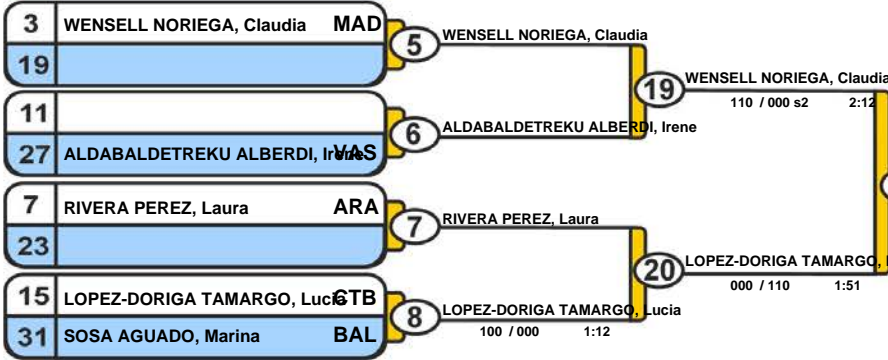 3 WENSELL NORIEGA, Claudia MAD
19
5 WENSELL NORIEGA, Claudia
11
27 ALDABALDETREKU ALBERDI, Irene VAS
6 ALDABALDETREKU ALBERDI, Irene
19 WENSELL NORIEGA, Claudia
110 / 000 s2 2:12
7 RIVERA PEREZ, Laura ARA
23
7 RIVERA PEREZ, Laura
15 LOPEZ-DORIGA TAMARGO, Lucia CTB
31 SOSA AGUADO, Marina BAL
8 LOPEZ-DORIGA TAMARGO, Lucia
100 / 000 1:12
20 LOPEZ-DORIGA TAMARGO,
000 / 110 1:51